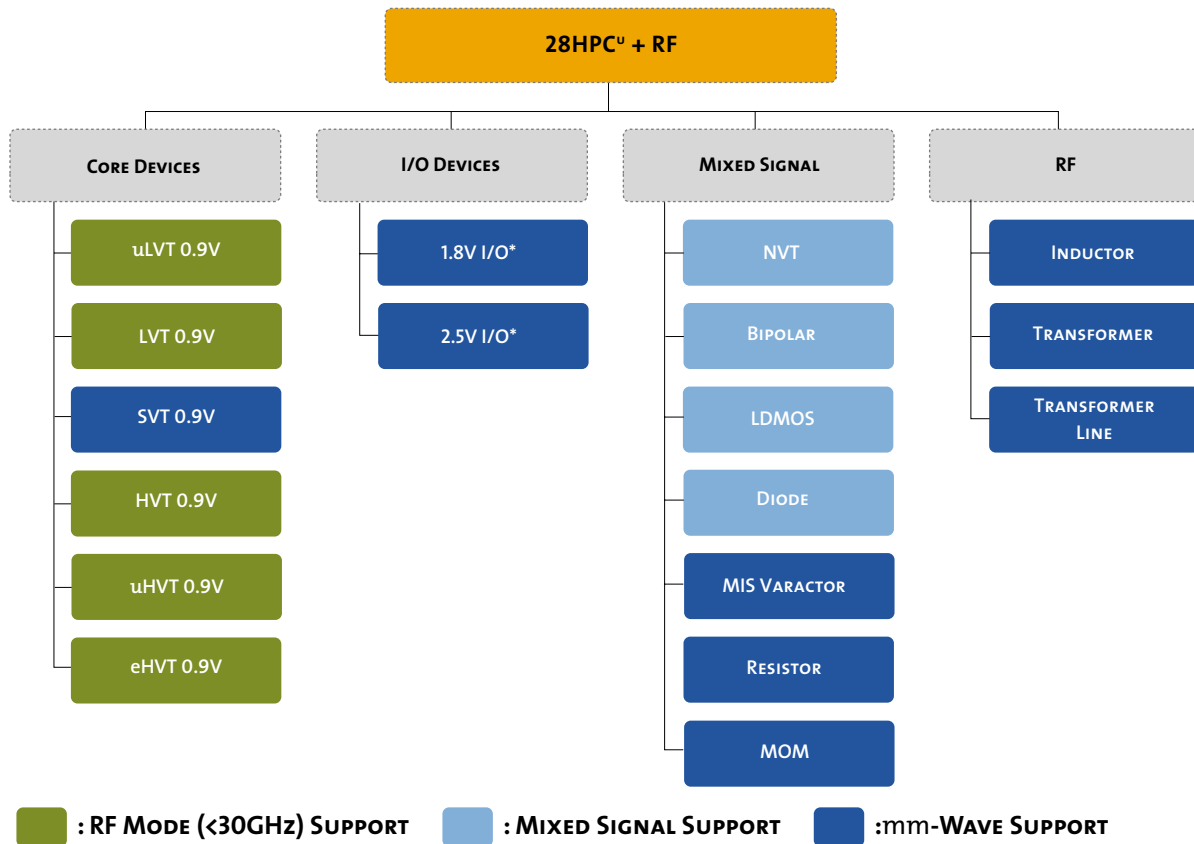 28HPCᵁ + RF
CORE DEVICES
I/O DEVICES
MIXED SIGNAL
RF
uLVT 0.9V
LVT 0.9V
SVT 0.9V
HVT 0.9V
uHVT 0.9V
eHVT 0.9V
1.8V I/O*
2.5V I/O*
NVT
BIPOLAR
LDMOS
DIODE
MIS VARACTOR
RESISTOR
MOM
INDUCTOR
TRANSFORMER
TRANSFORMER
LINE
: RF MODE (<30GHZ) SUPPORT
: MIXED SIGNAL SUPPORT
:mm-WAVE SUPPORT